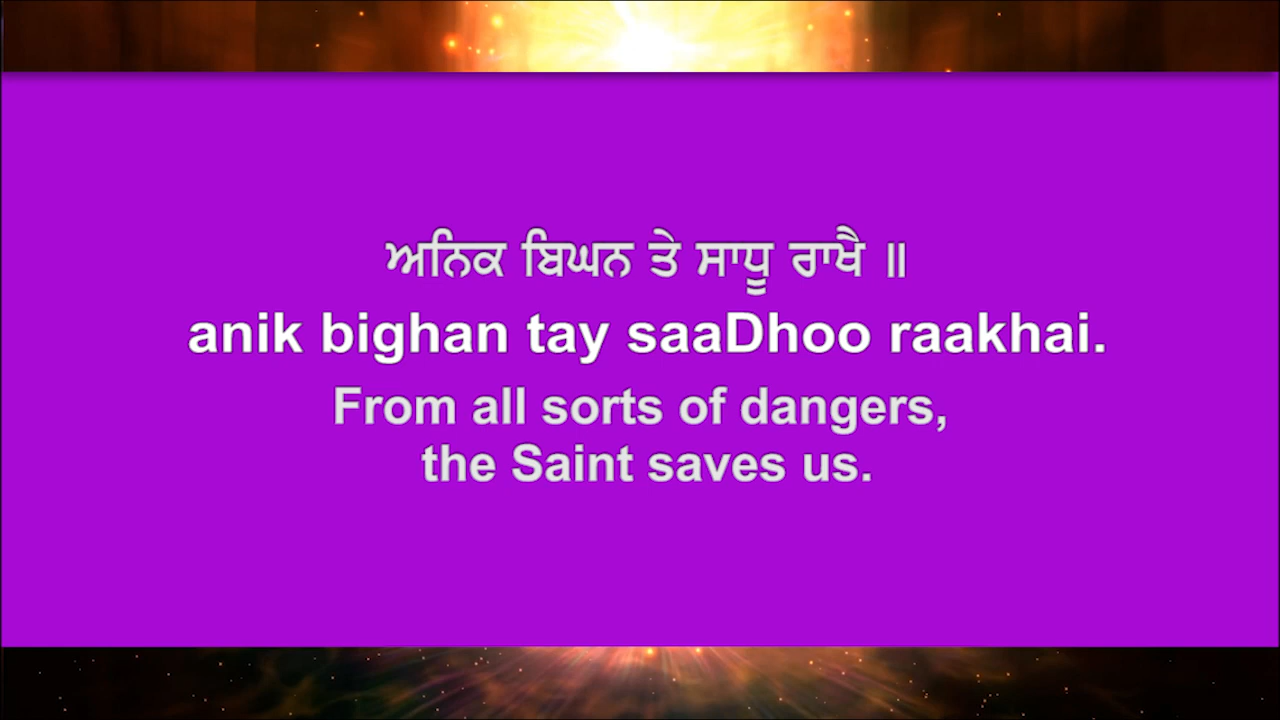 ਅਨਿਕ ਬਿਘਨ ਤੇ ਸਾਧੂ ਰਾਖੈ ॥
anik bighan tay saaDhoo raakhai.
From all sorts of dangers,
the Saint saves us.